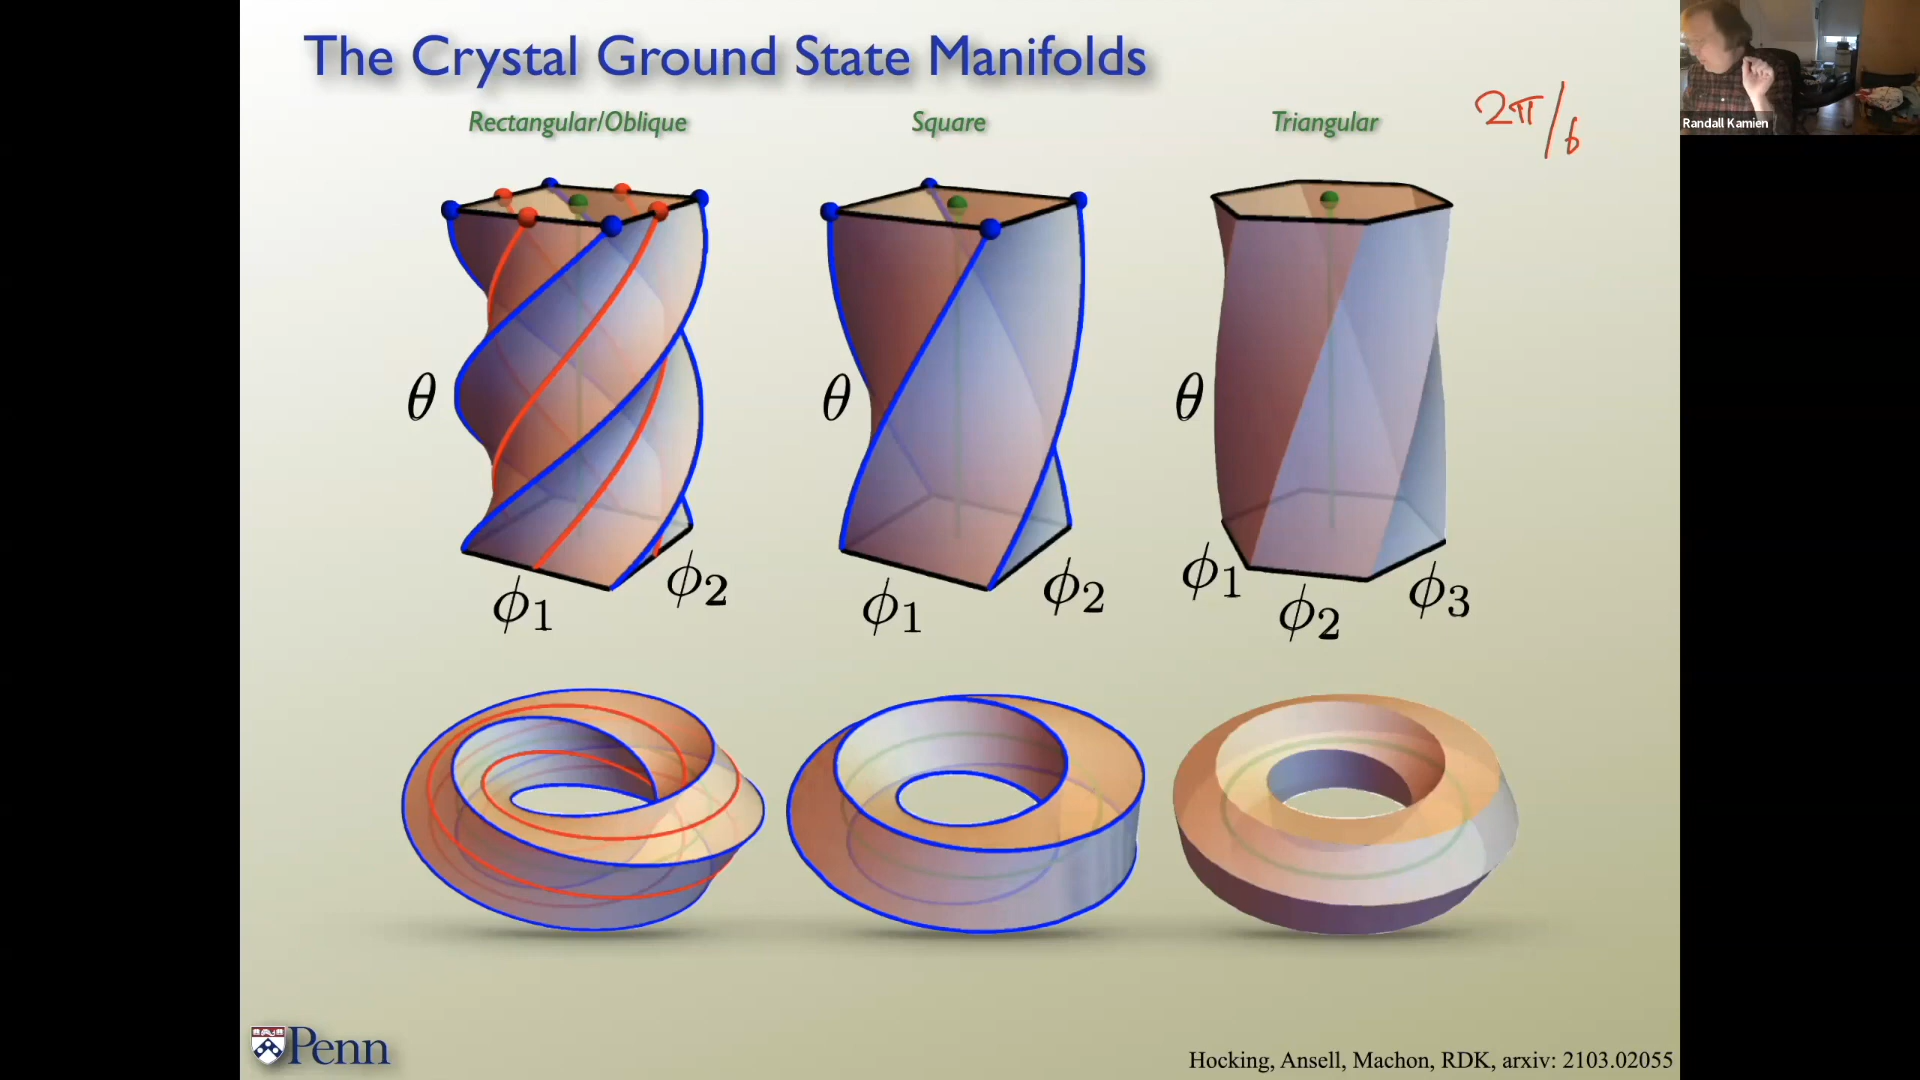 The Crystal Ground State Manifolds
Rectangular/Oblique
Square
Triangular
2π/6
Randall Kamien
θ
θ
θ
ϕ1
ϕ2
ϕ1
ϕ2
ϕ1
ϕ2
ϕ3
Penn
Hocking, Ansell, Machon, RDK, arxiv: 2103.02055